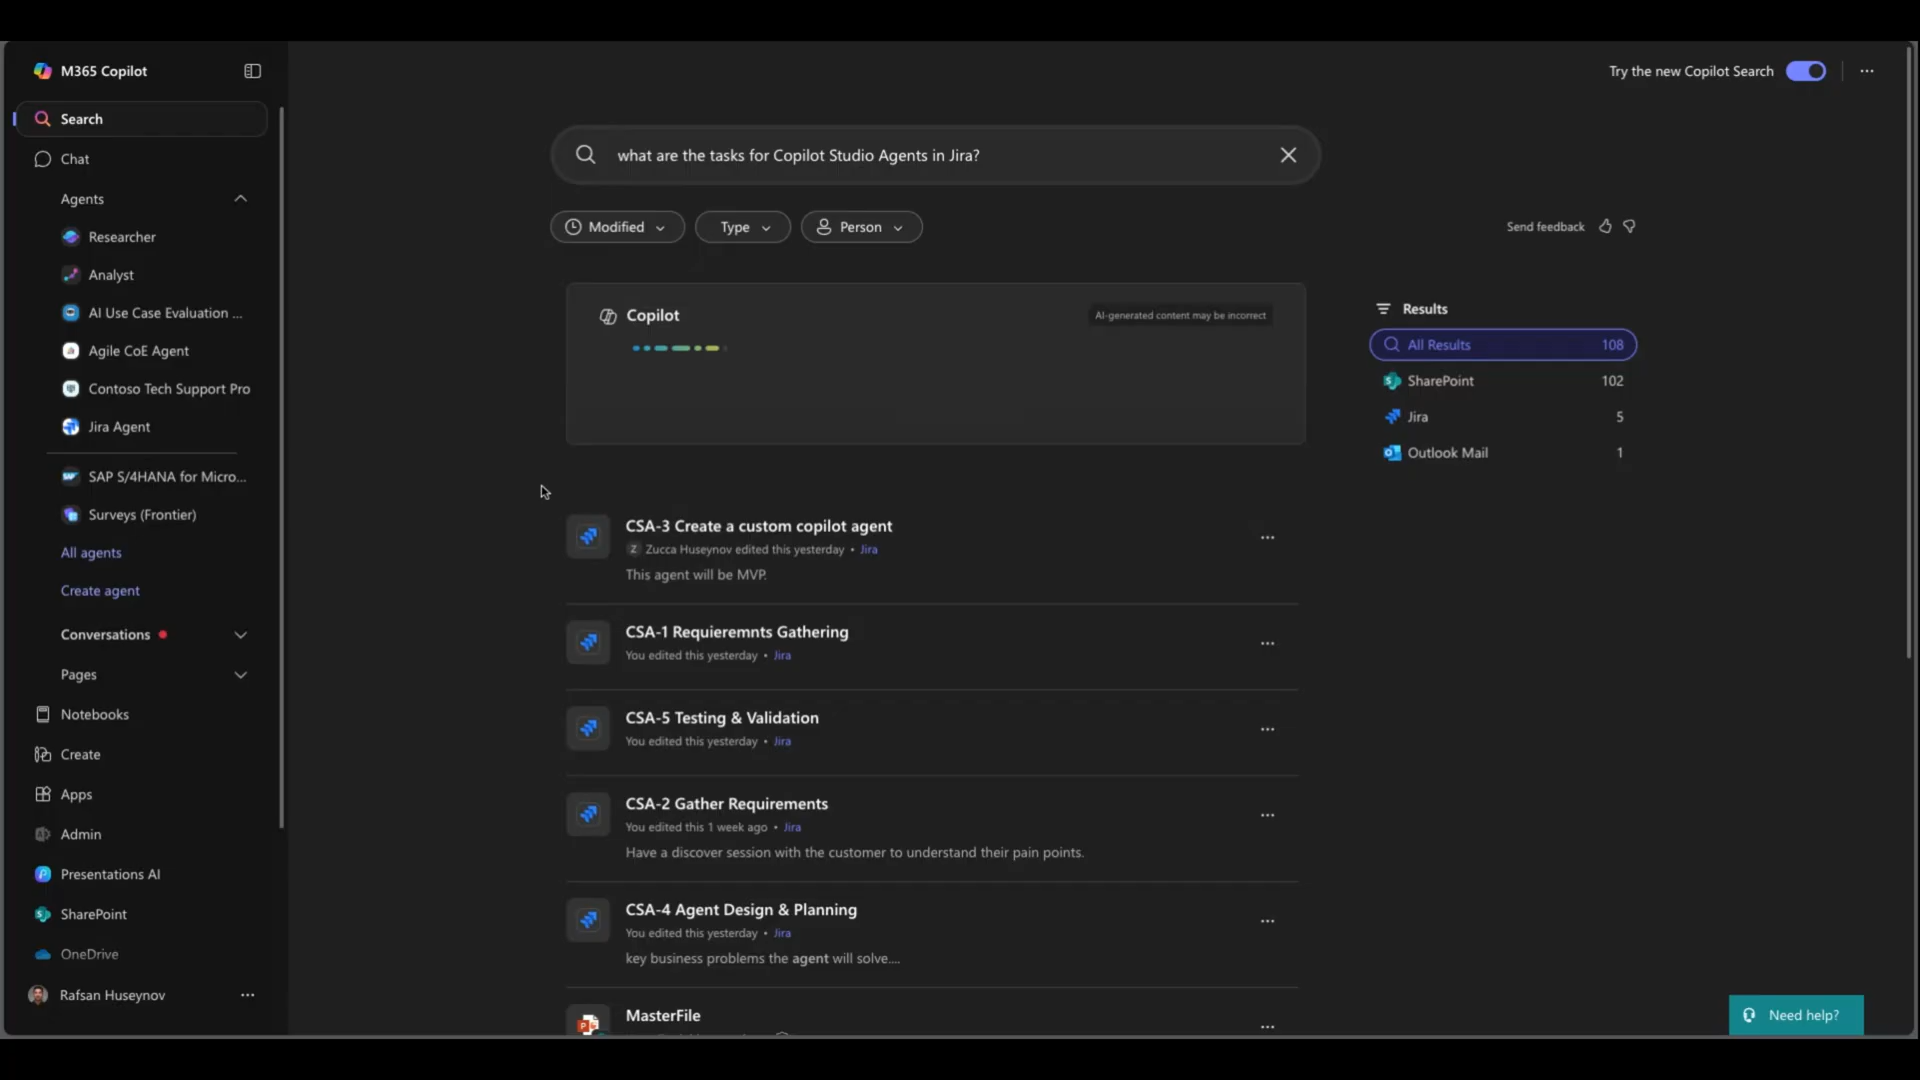 M365 Copilot
Search
Chat
Agents
Researcher
Analyst
AI Use Case Evaluation ...
Agile CoE Agent
Contoso Tech Support Pro
Jira Agent
SAP S/4HANA for Micro...
Surveys (Frontier)
All agents
Create agent
Conversations
Pages
Notebooks
Create
Apps
Admin
Presentations AI
SharePoint
OneDrive
Rafsan Huseynov
Try the new Copilot Search
what are the tasks for Copilot Studio Agents in Jira?
Modified
Type
Person
Send feedback
Copilot
AI-generated content may be incorrect
CSA-3 Create a custom copilot agent
Z Zucca Huseynov edited this yesterday • Jira
This agent will be MVP.
CSA-1 Requieremnts Gathering
You edited this yesterday • Jira
CSA-5 Testing & Validation
You edited this yesterday • Jira
CSA-2 Gather Requirements
You edited this 1 week ago • Jira
Have a discover session with the customer to understand their pain points.
CSA-4 Agent Design & Planning
You edited this yesterday • Jira
key business problems the agent will solve....
MasterFile
Results
All Results 108
SharePoint 102
Jira 5
Outlook Mail 1
Need help?